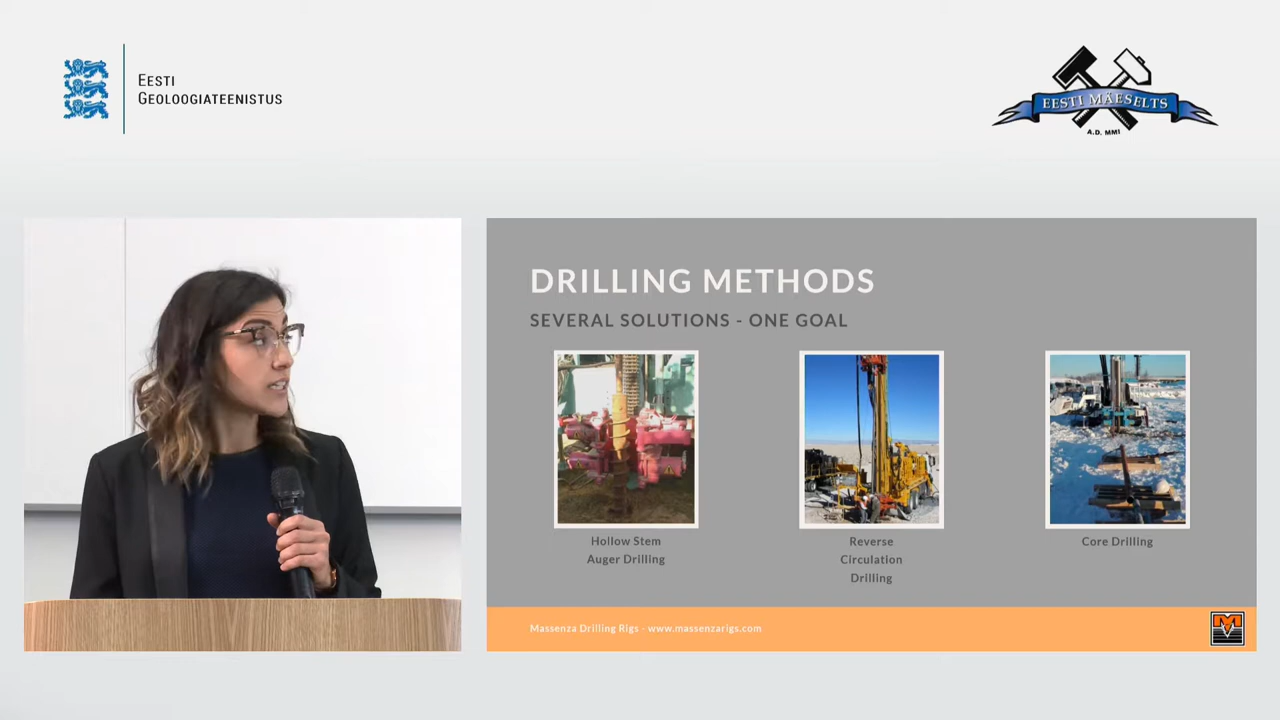 EESTI
GEOLOOGIATEENISTUS
EESTI MÄESELTS
A.D. MMI
DRILLING METHODS
SEVERAL SOLUTIONS - ONE GOAL
Hollow Stem
Auger Drilling
Reverse
Circulation
Drilling
Core Drilling
Massenza Drilling Rigs - www.massenzarigs.com
M